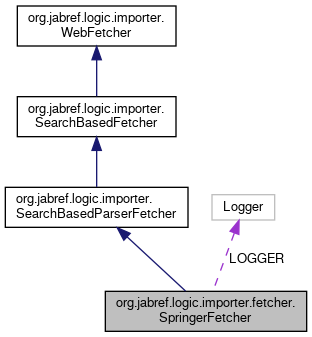 org.jabref.logic.importer.
WebFetcher
org.jabref.logic.importer.
SearchBasedFetcher
org.jabref.logic.importer.
SearchBasedParserFetcher
Logger
LOGGER
org.jabref.logic.importer.fetcher.
SpringerFetcher